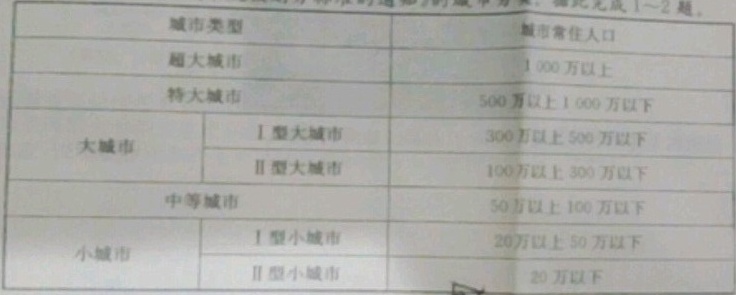 的城市方案,据此完成1~2题。
城市类型 城市常住人口
超大城市 1 000万以上
特大城市 500万以上1 000万以下
大城市 Ⅰ型大城市 300万以上500万以下
Ⅱ型大城市 100万以上300万以下
中等城市 50万以上100万以下
小城市 Ⅰ型小城市 20万以上50万以下
Ⅱ型小城市 20万以下